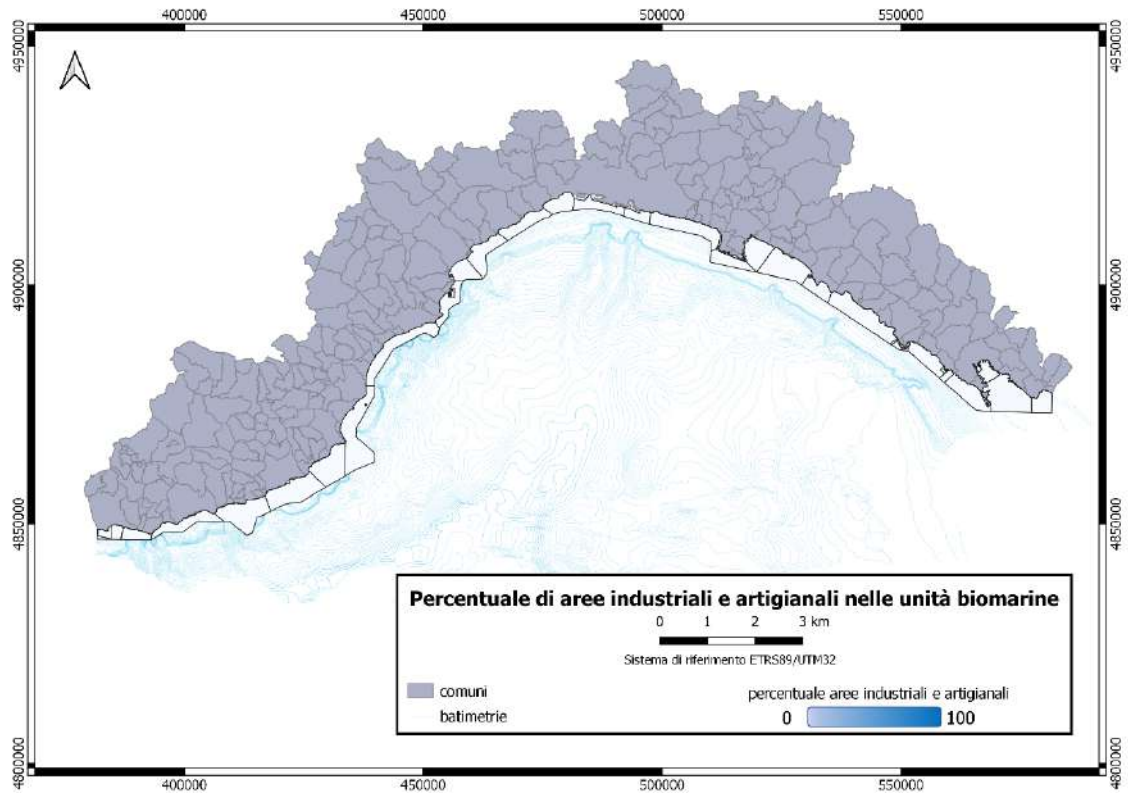 400000 450000 500000 550000
4950000 4950000
4900000 4900000
4850000 4850000
4800000 4800000
Percentuale di aree industriali e artigianali nelle unità biomarine
0 1 2 3 km
Sistema di riferimento ETRS89/UTM32
comuni
percentuale aree industriali e artigianali
batimetrie
0 100
400000 450000 500000 550000